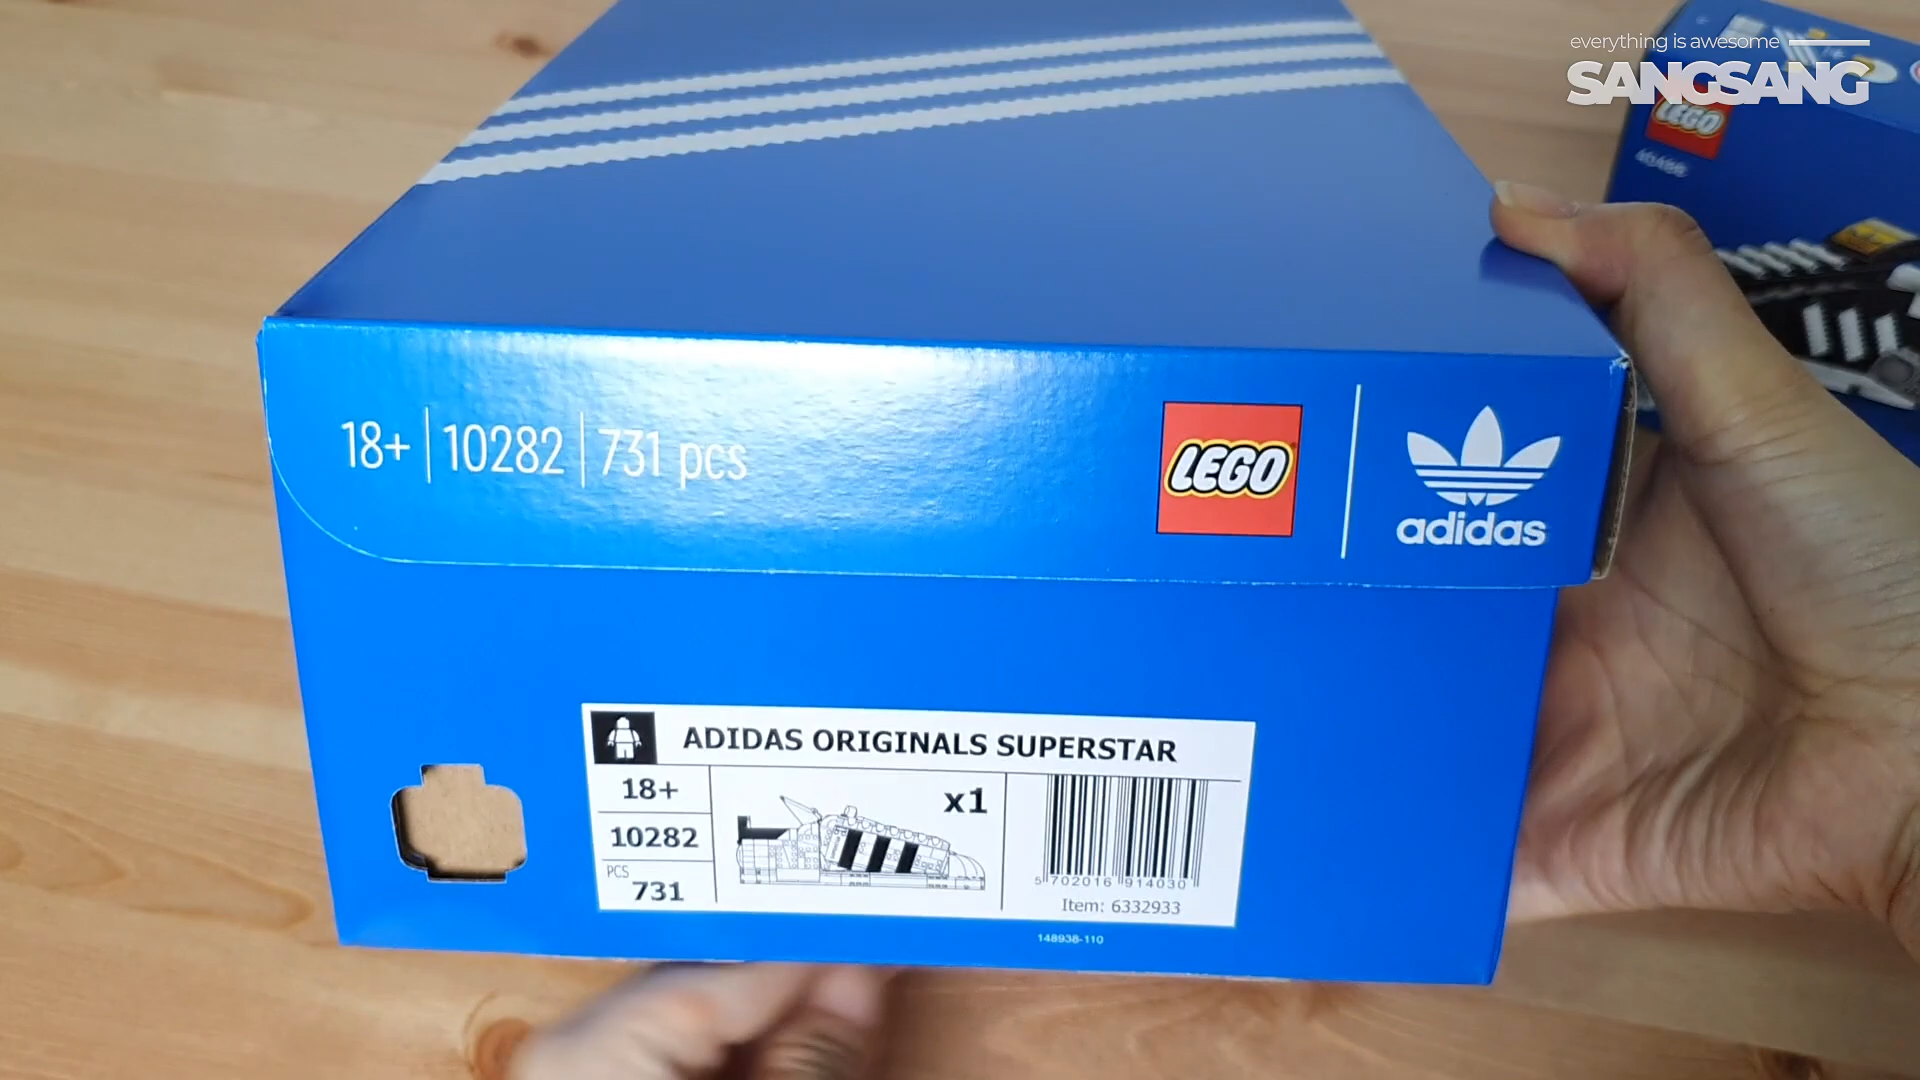 everything is awesome
SANGSANG
LEGO
18+ | 10282 | 731 pcs
LEGO
adidas
ADIDAS ORIGINALS SUPERSTAR
18+
10282
PCS
731
x1
5 702016 914030
Item: 6332933
148938-110